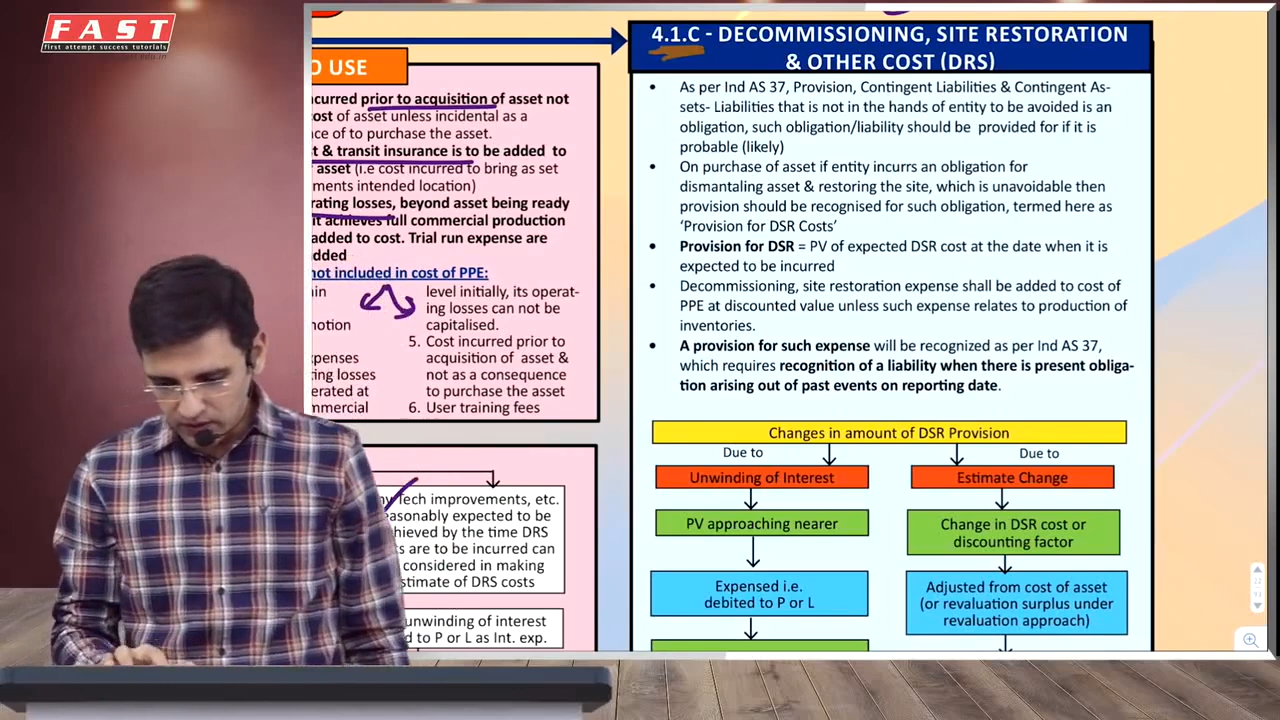 FAST
first attempt success tutorials
O USE
ncurred prior to acquisition of asset not
cost of asset unless incidental as a
nce of to purchase the asset.
t & transit insurance is to be added to
asset (i.e cost incurred to bring as set
ments intended location)
rating losses, beyond asset being ready
it achieves full commercial production
added to cost. Trial run expense are
dded
not included in cost of PPE:
in
motion
xpenses
ting losses
erated at
mmercial
level initially, its operat-
ing losses can not be
capitalised.
5. Cost incurred prior to
acquisition of asset &
not as a consequence
to purchase the asset
6. User training fees
ny Tech improvements, etc.
easonably expected to be
hieved by the time DRS
ts are to be incurred can
considered in making
stimate of DRS costs
unwinding of interest
d to P or L as Int. exp.
4.1.C - DECOMMISSIONING, SITE RESTORATION
& OTHER COST (DRS)
• As per Ind AS 37, Provision, Contingent Liabilities & Contingent As-
sets- Liabilities that is not in the hands of entity to be avoided is an
obligation, such obligation/liability should be provided for if it is
probable (likely)
• On purchase of asset if entity incurrs an obligation for
dismantaling asset & restoring the site, which is unavoidable then
provision should be recognised for such obligation, termed here as
‘Provision for DSR Costs’
• Provision for DSR = PV of expected DSR cost at the date when it is
expected to be incurred
• Decommissioning, site restoration expense shall be added to cost of
PPE at discounted value unless such expense relates to production of
inventories.
• A provision for such expense will be recognized as per Ind AS 37,
which requires recognition of a liability when there is present obliga-
tion arising out of past events on reporting date.
Changes in amount of DSR Provision
Due to
Due to
Unwinding of Interest
Estimate Change
PV approaching nearer
Change in DSR cost or
discounting factor
Expensed i.e.
debited to P or L
Adjusted from cost of asset
(or revaluation surplus under
revaluation approach)